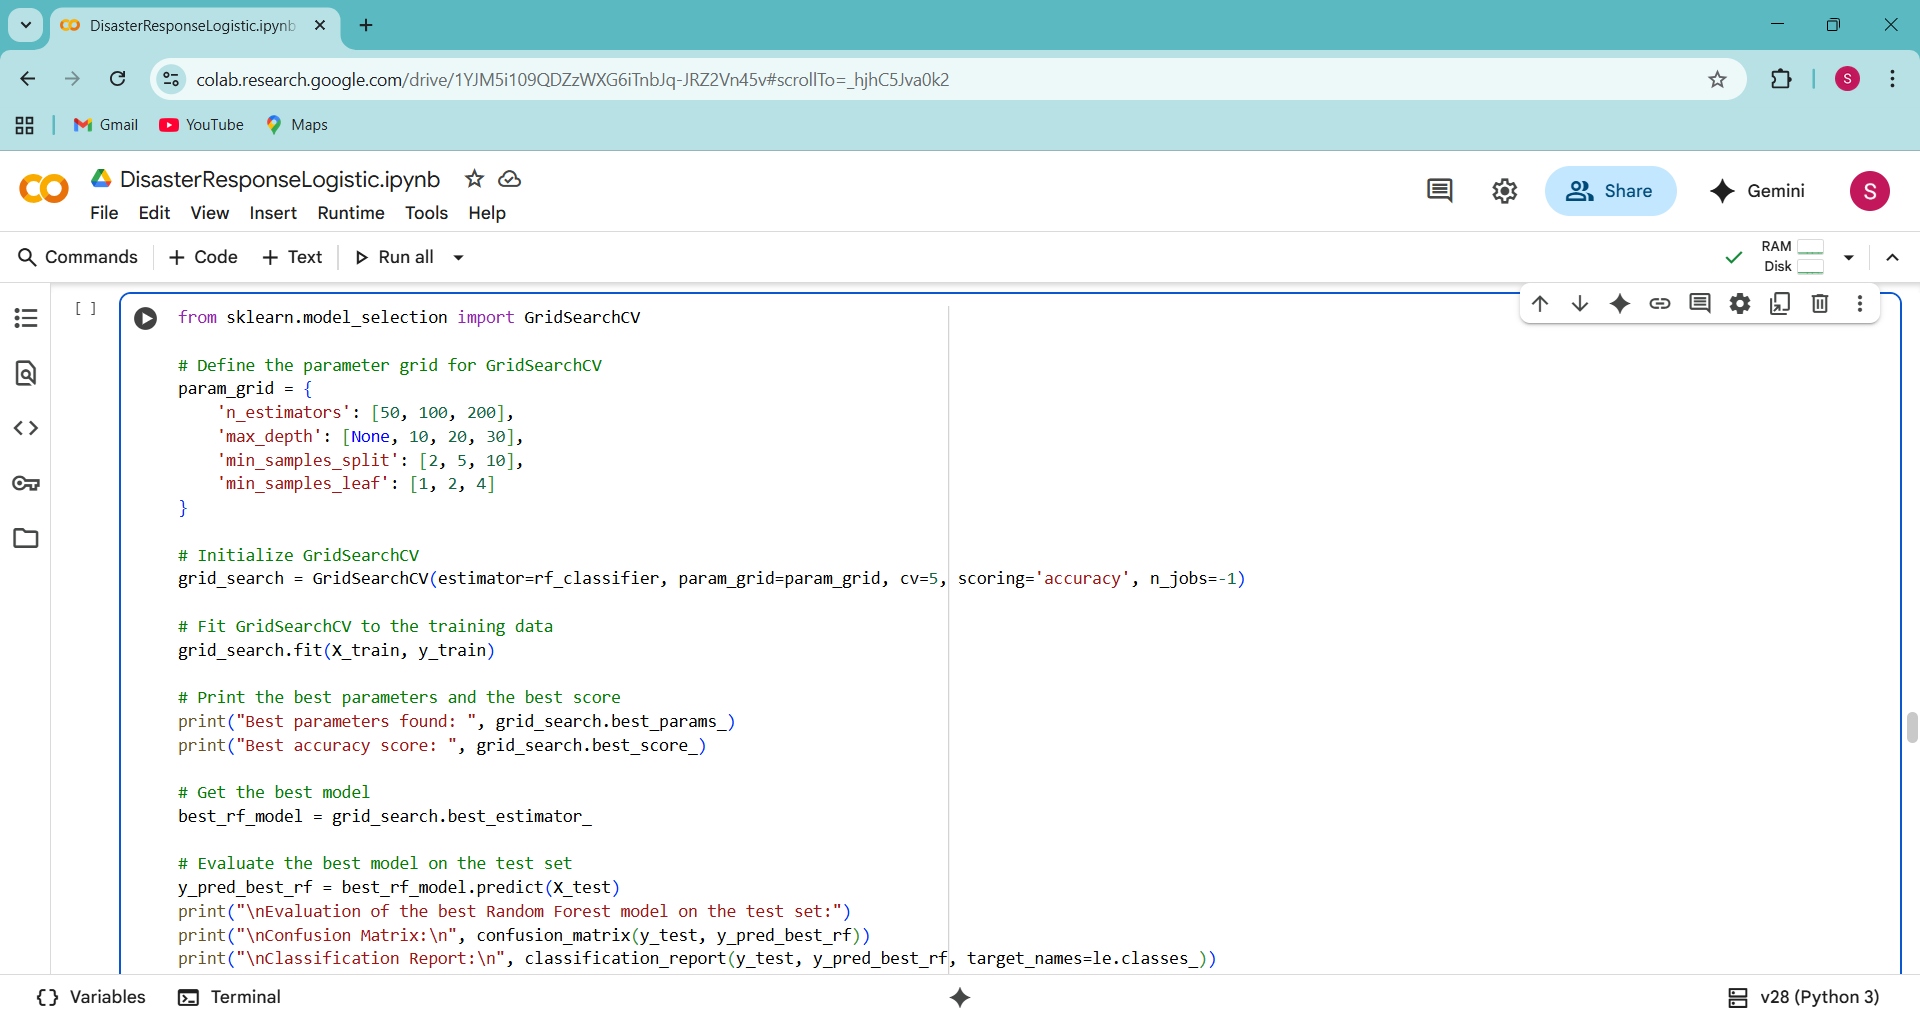 DisasterResponseLogistic.ipynb
colab.research.google.com/drive/1YJM5i109QDZzWXG6iTnbJq-JRZ2Vn45v#scrollTo=_hjhC5Jva0k2
S
Gmail YouTube Maps
DisasterResponseLogistic.ipynb
Share Gemini S
File Edit View Insert Runtime Tools Help
Commands + Code + Text Run all
RAM
Disk
[ ]
from sklearn.model_selection import GridSearchCV
# Define the parameter grid for GridSearchCV
param_grid = {
    'n_estimators': [50, 100, 200],
    'max_depth': [None, 10, 20, 30],
    'min_samples_split': [2, 5, 10],
    'min_samples_leaf': [1, 2, 4]
}
# Initialize GridSearchCV
grid_search = GridSearchCV(estimator=rf_classifier, param_grid=param_grid, cv=5, scoring='accuracy', n_jobs=-1)
# Fit GridSearchCV to the training data
grid_search.fit(X_train, y_train)
# Print the best parameters and the best score
print("Best parameters found: ", grid_search.best_params_)
print("Best accuracy score: ", grid_search.best_score_)
# Get the best model
best_rf_model = grid_search.best_estimator_
# Evaluate the best model on the test set
y_pred_best_rf = best_rf_model.predict(X_test)
print("\nEvaluation of the best Random Forest model on the test set:")
print("\nConfusion Matrix:\n", confusion_matrix(y_test, y_pred_best_rf))
print("\nClassification Report:\n", classification_report(y_test, y_pred_best_rf, target_names=le.classes_))
{} Variables Terminal
v28 (Python 3)